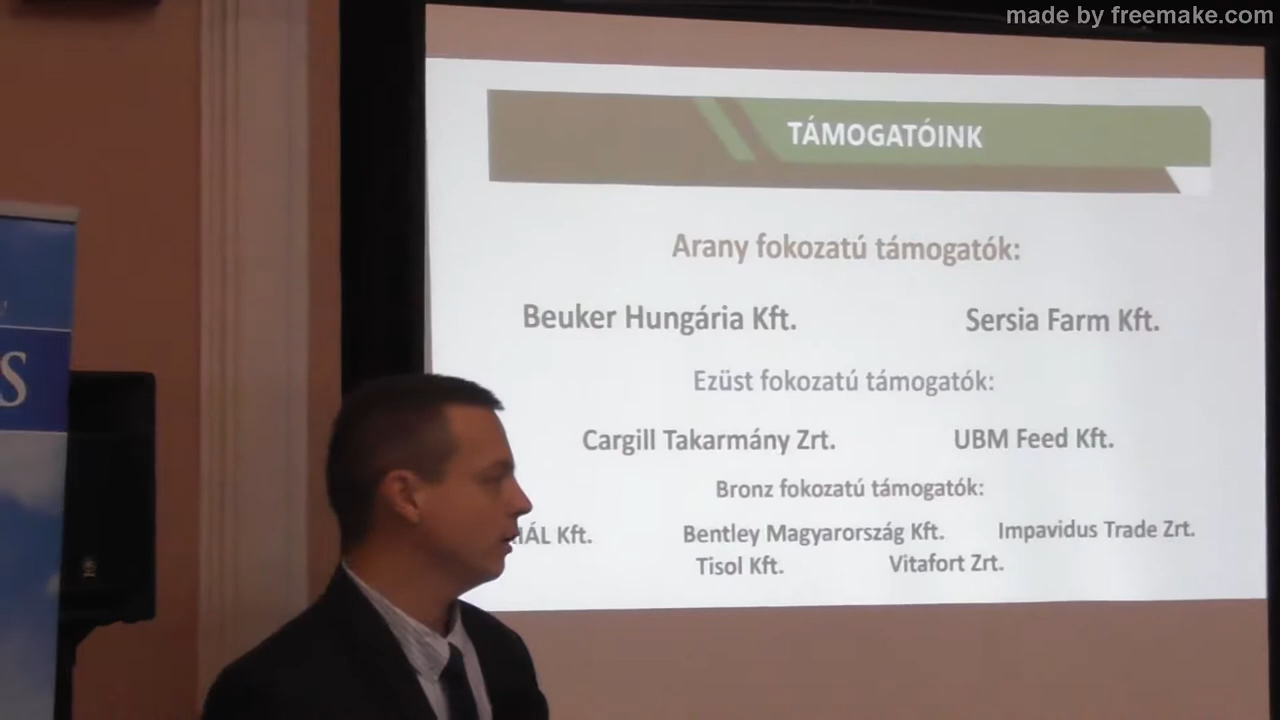 made by freemake.com
TÁMOGATÓINK
Arany fokozatú támogatók:
Beuker Hungária Kft. Sersia Farm Kft.
Ezüst fokozatú támogatók:
Cargill Takarmány Zrt. UBM Feed Kft.
Bronz fokozatú támogatók:
Kft. Bentley Magyarország Kft. Impavidus Trade Zrt.
Tisol Kft. Vitafort Zrt.
S